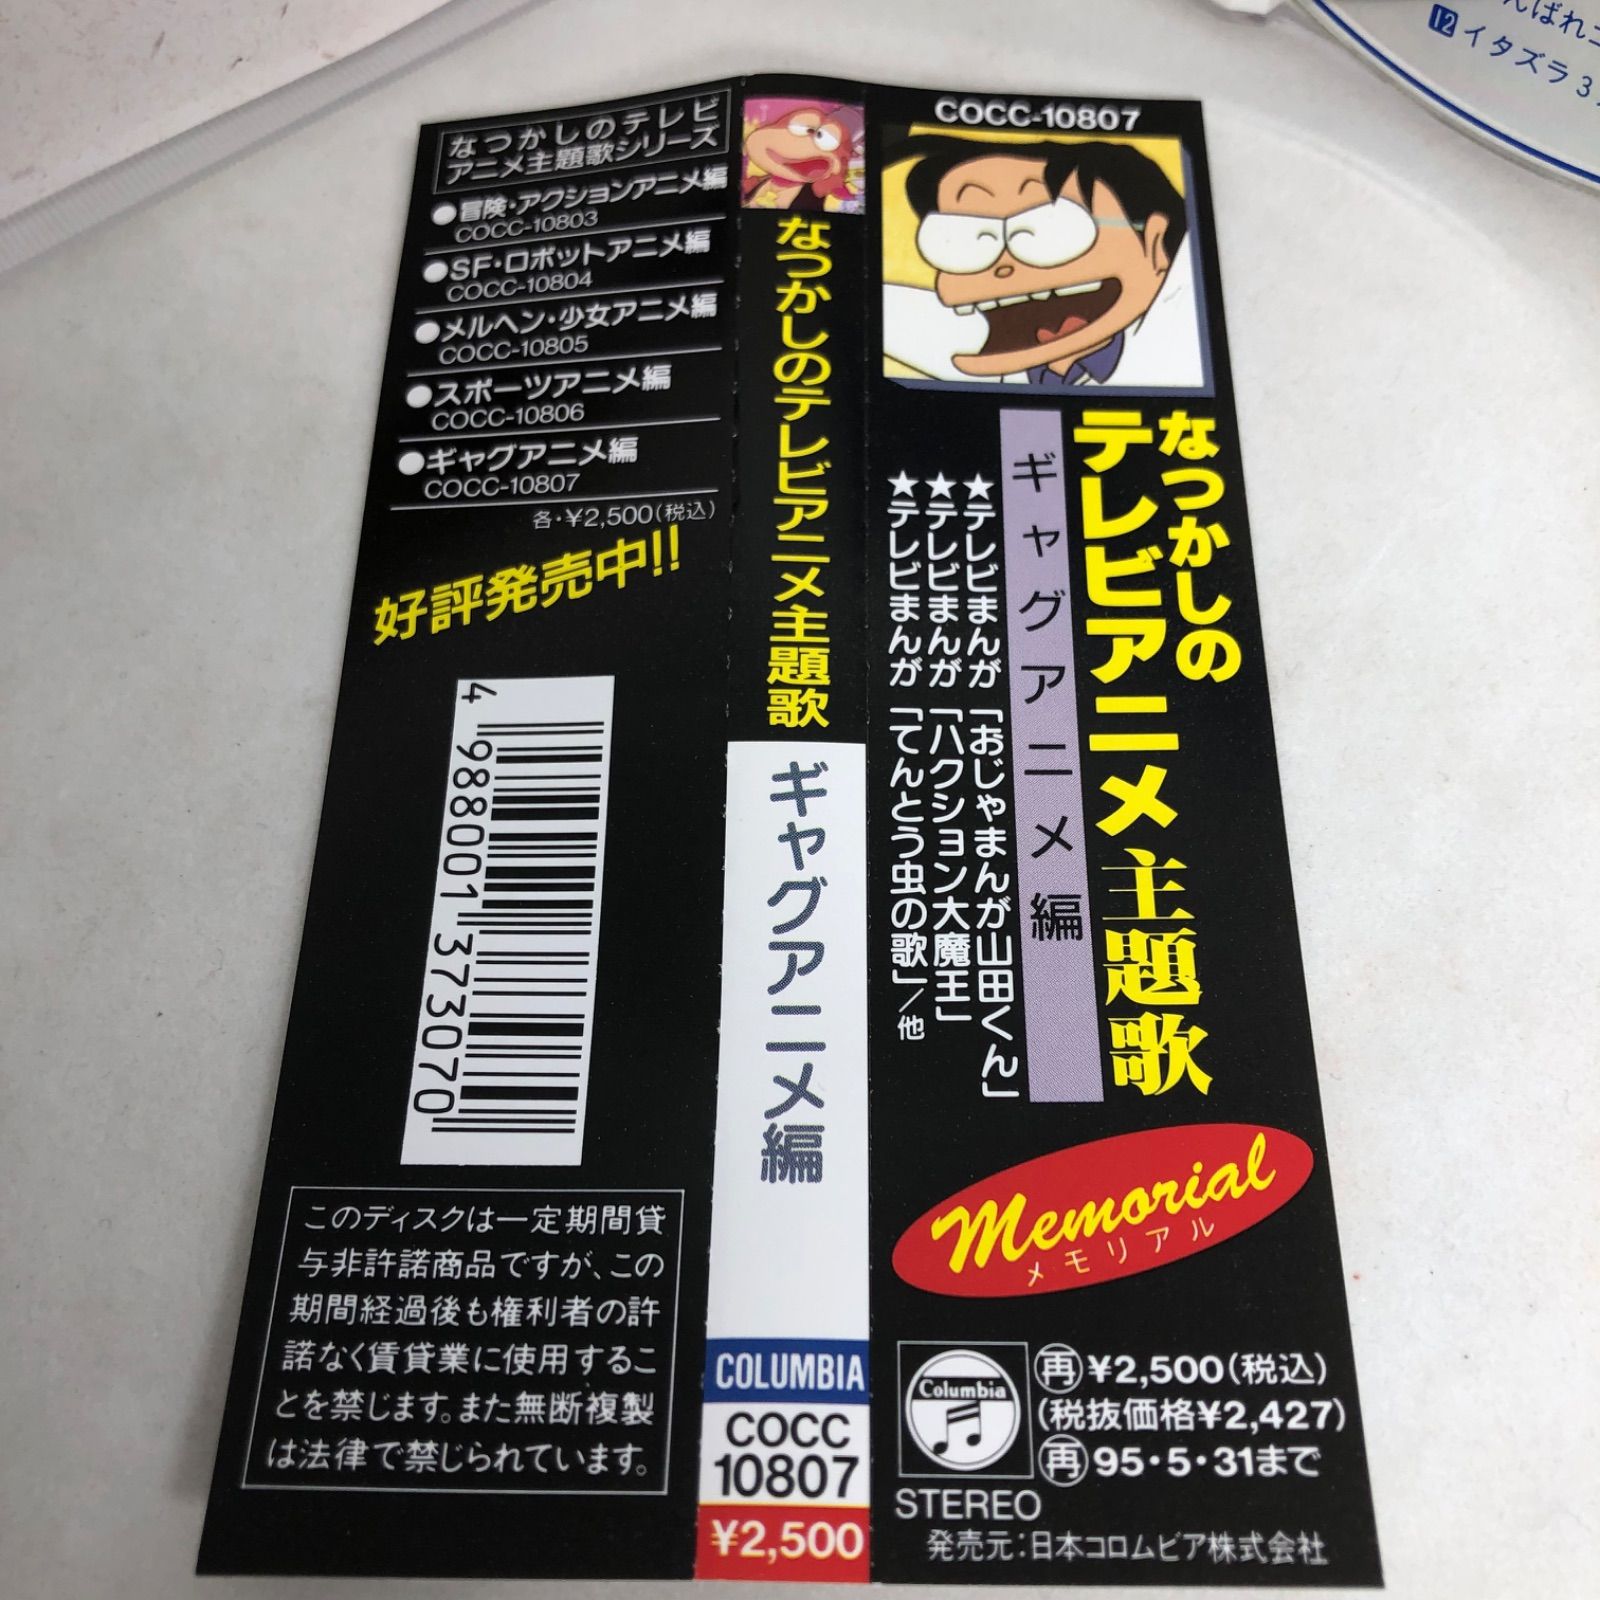 なつかしのテレビ
アニメ主題歌シリーズ
●冒険・アクションアニメ編
COCC-10803
●SF・ロボットアニメ編
COCC-10804
●メルヘン・少女アニメ編
COCC-10805
●スポーツアニメ編
COCC-10806
●ギャグアニメ編
COCC-10807
各・¥2,500(税込)
好評発売中!!
4 988001 373070
このディスクは一定期間貸
与非許諾商品ですが、この
期間経過後も権利者の許
諾なく賃貸業に使用するこ
とを禁じます。また無断複製
は法律で禁じられています。
なつかしのテレビアニメ主題歌
ギャグアニメ編
COLUMBIA
COCC
10807
¥2,500
COCC-10807
なつかしの
テレビアニメ主題歌
ギャグアニメ編
★テレビまんが「おじゃまんが山田くん」
★テレビまんが「ハクション大魔王」
★テレビまんが「てんとう虫の歌」／他
Memorial
メモリアル
Columbia
再¥2,500(税込)
(税抜価格¥2,427)
再95・5・31まで
STEREO
発売元:日本コロムビア株式会社
んばれ
12イタズラ3